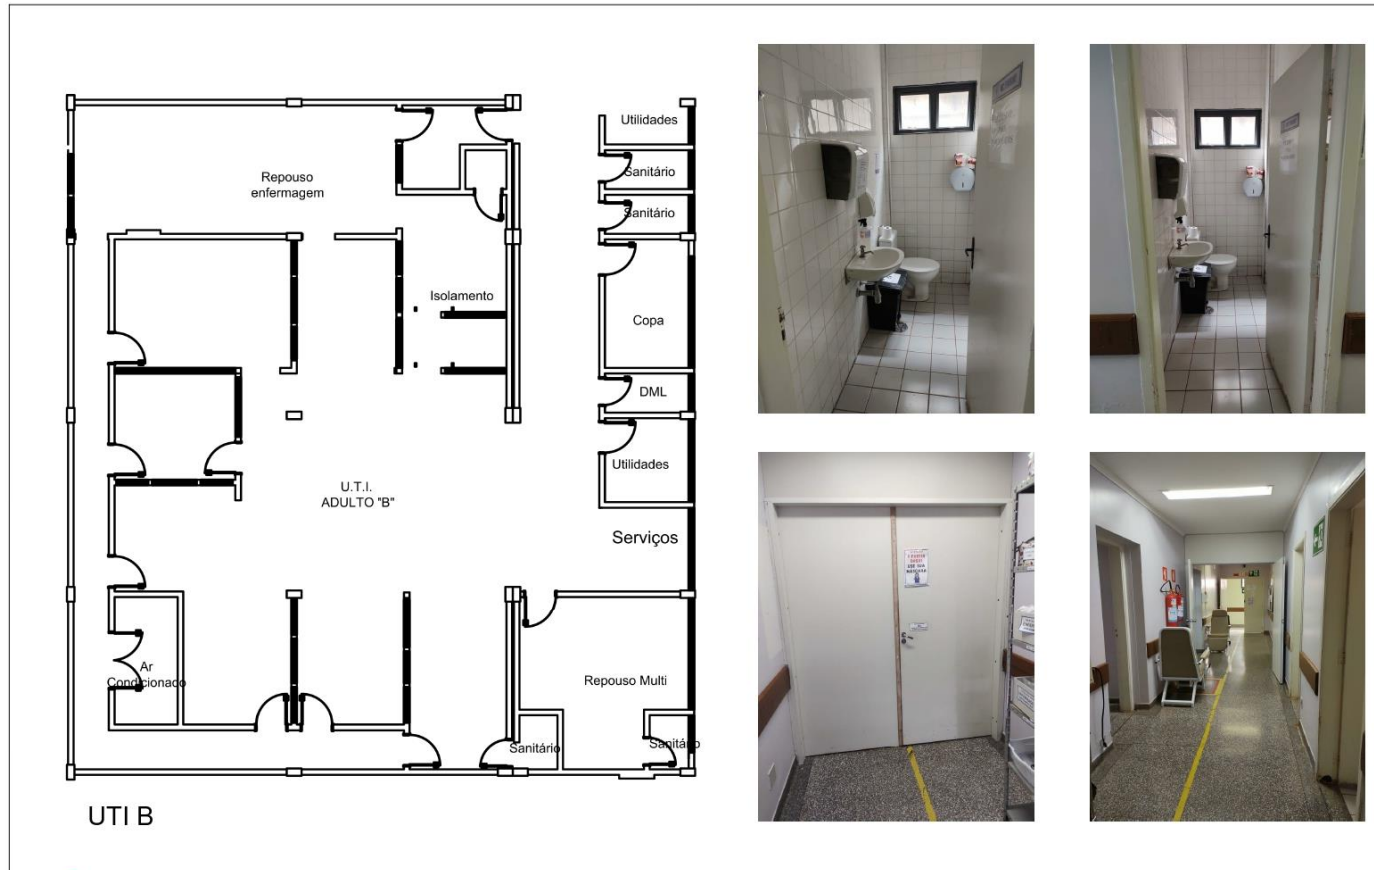 Utilidades
Sanitário
Sanitário
Repouso
enfermagem
Isolamento
Copa
DML
Utilidades
U.T.I.
ADULTO "B"
Serviços
Ar
Condicionado
Repouso Multi
Sanitário
Sanitário
UTI B